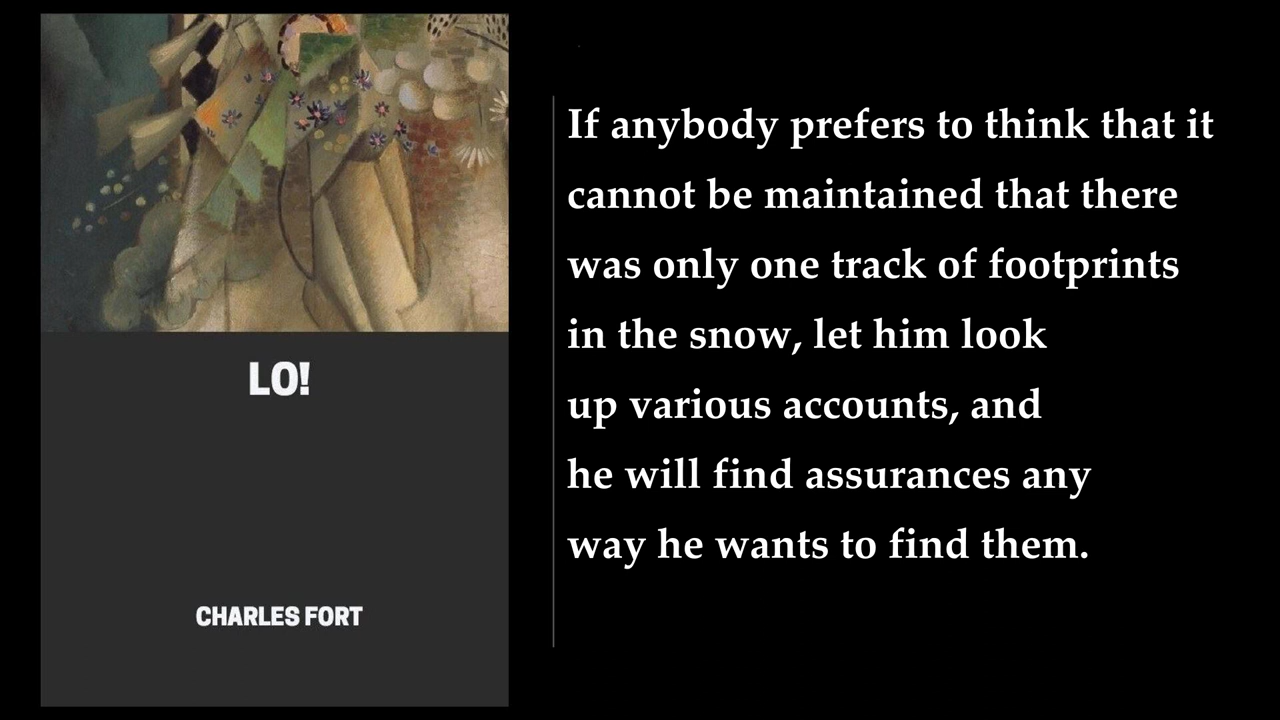 LO!
CHARLES FORT
If anybody prefers to think that it
cannot be maintained that there
was only one track of footprints
in the snow, let him look
up various accounts, and
he will find assurances any
way he wants to find them.